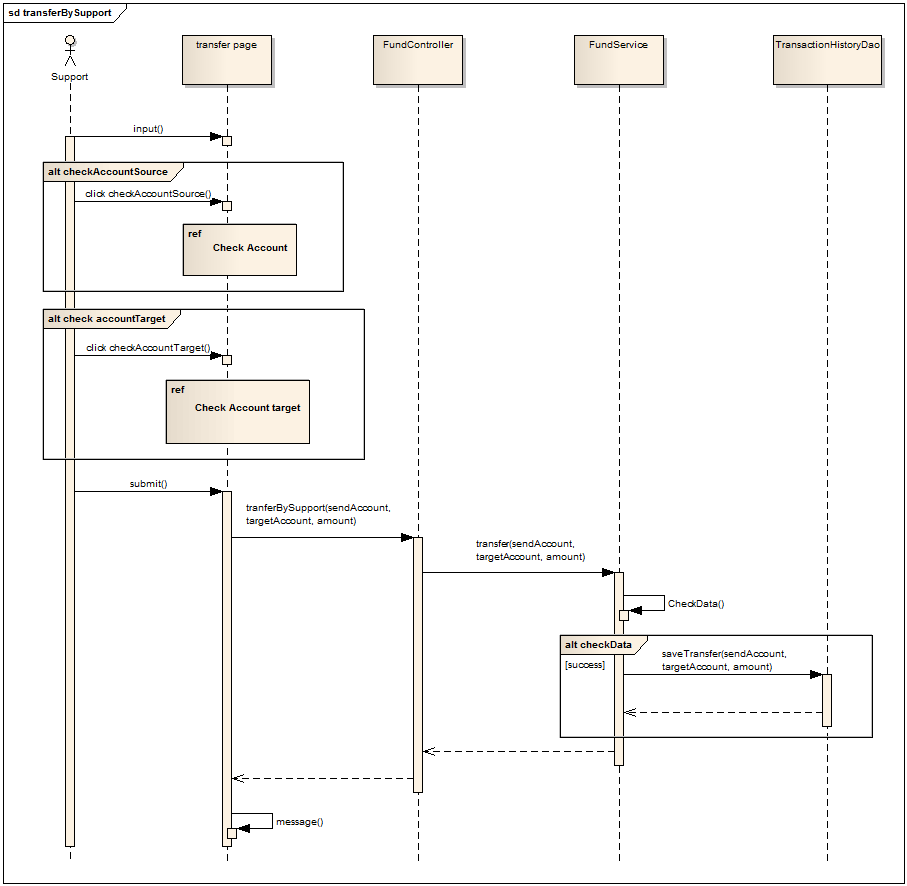 sd transferBySupport
Support
transfer page
FundController
FundService
TransactionHistoryDao
input()
alt checkAccountSource
click checkAccountSource()
ref
Check Account
alt check accountTarget
click checkAccountTarget()
ref
Check Account target
submit()
tranferBySupport(sendAccount,
targetAccount, amount)
transfer(sendAccount,
targetAccount, amount)
CheckData()
alt checkData
[success]
saveTransfer(sendAccount,
targetAccount, amount)
message()